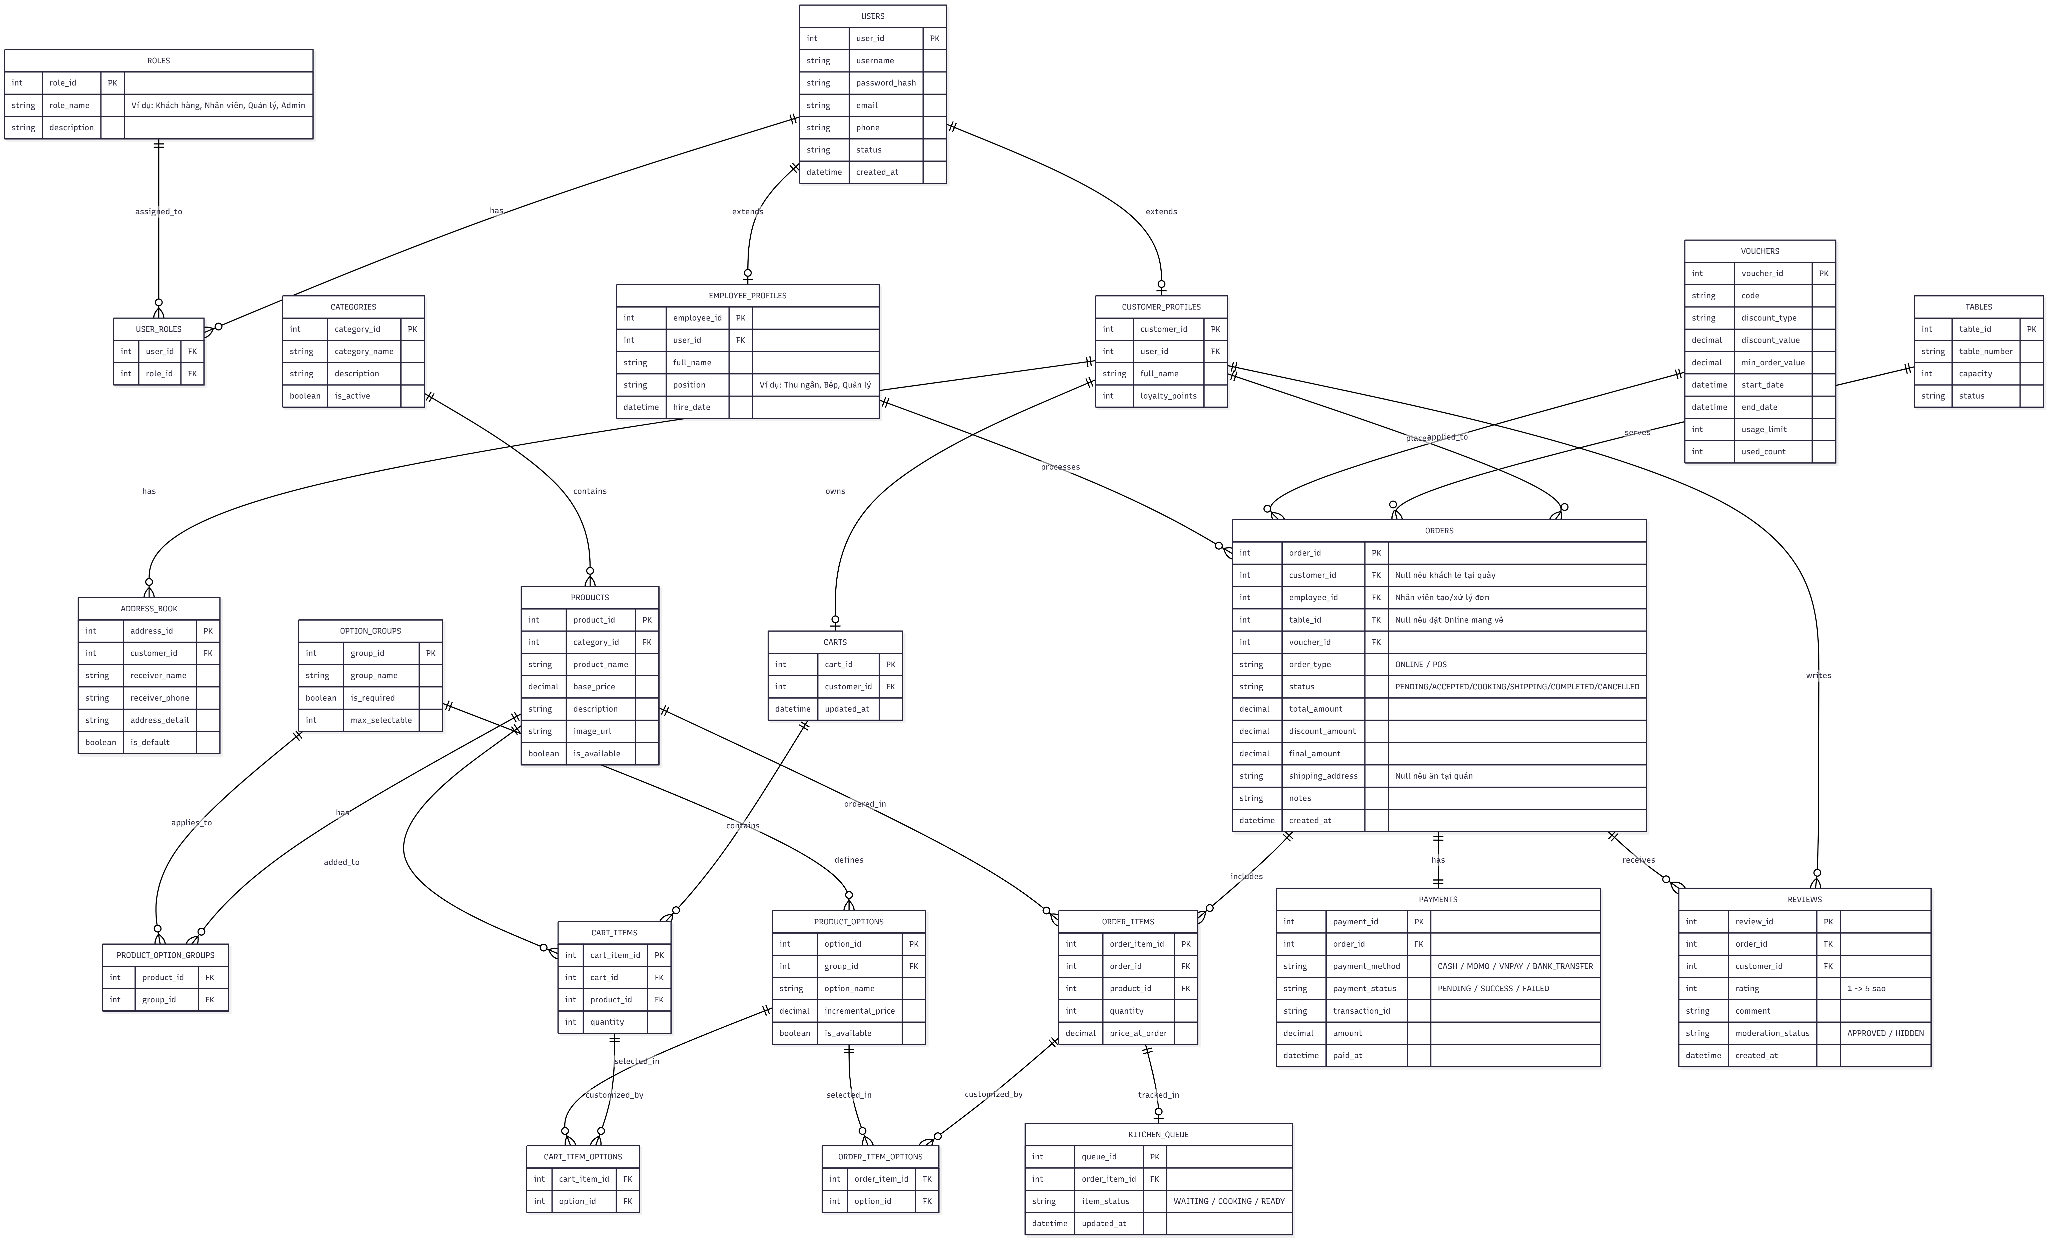 USERS
int user_id PK
string username
string password_hash
string email
string phone
string status
datetime created_at
ROLES
int role_id PK
string role_name Ví dụ: Khách hàng, Nhân viên, Quản lý, Admin
string description
assigned_to
has
extends
extends
USER_ROLES
int user_id FK
int role_id FK
CATEGORIES
int category_id PK
string category_name
string description
boolean is_active
EMPLOYEE_PROFILES
int employee_id PK
int user_id FK
string full_name
string position Ví dụ: Thu ngân, Bếp, Quản lý
datetime hire_date
CUSTOMER_PROFILES
int customer_id PK
int user_id FK
string full_name
int loyalty_points
VOUCHERS
int voucher_id PK
string code
string discount_type
decimal discount_value
decimal min_order_value
datetime start_date
datetime end_date
int usage_limit
int used_count
TABLES
int table_id PK
string table_number
int capacity
string status
has
contains
owns
processes
applied_to
serves
writes
ADDRESS_BOOK
int address_id PK
int customer_id FK
string receiver_name
string receiver_phone
string address_detail
boolean is_default
OPTION_GROUPS
int group_id PK
string group_name
boolean is_required
int max_selectable
PRODUCTS
int product_id PK
int category_id FK
string product_name
decimal base_price
string description
string image_url
boolean is_available
CARTS
int cart_id PK
int customer_id FK
datetime updated_at
ORDERS
int order_id PK
int customer_id FK Null nếu khách lẻ tại quầy
int employee_id FK Nhân viên tạo/xử lý đơn
int table_id FK Null nếu đặt Online mang về
int voucher_id FK
string order_type ONLINE / POS
string status PENDING/ACCEPTED/COOKING/SHIPPING/COMPLETED/CANCELLED
decimal total_amount
decimal discount_amount
decimal final_amount
string shipping_address Null nếu ăn tại quán
string notes
datetime created_at
applies_to
has
added_to
contains
defines
ordered_in
includes
has
receives
PRODUCT_OPTION_GROUPS
int product_id FK
int group_id FK
CART_ITEMS
int cart_item_id PK
int cart_id FK
int product_id FK
int quantity
PRODUCT_OPTIONS
int option_id PK
int group_id FK
string option_name
decimal incremental_price
boolean is_available
ORDER_ITEMS
int order_item_id PK
int order_id FK
int product_id FK
int quantity
decimal price_at_order
PAYMENTS
int payment_id PK
int order_id FK
string payment_method CASH / MOMO / VNPAY / BANK_TRANSFER
string payment_status PENDING / SUCCESS / FAILED
string transaction_id
decimal amount
datetime paid_at
REVIEWS
int review_id PK
int order_id FK
int customer_id FK
int rating 1 -> 5 sao
string comment
string moderation_status APPROVED / HIDDEN
datetime created_at
selected_in
customized_by
selected_in
customized_by
tracked_in
CART_ITEM_OPTIONS
int cart_item_id FK
int option_id FK
ORDER_ITEM_OPTIONS
int order_item_id FK
int option_id FK
KITCHEN_QUEUE
int queue_id PK
int order_item_id FK
string item_status WAITING / COOKING / READY
datetime updated_at